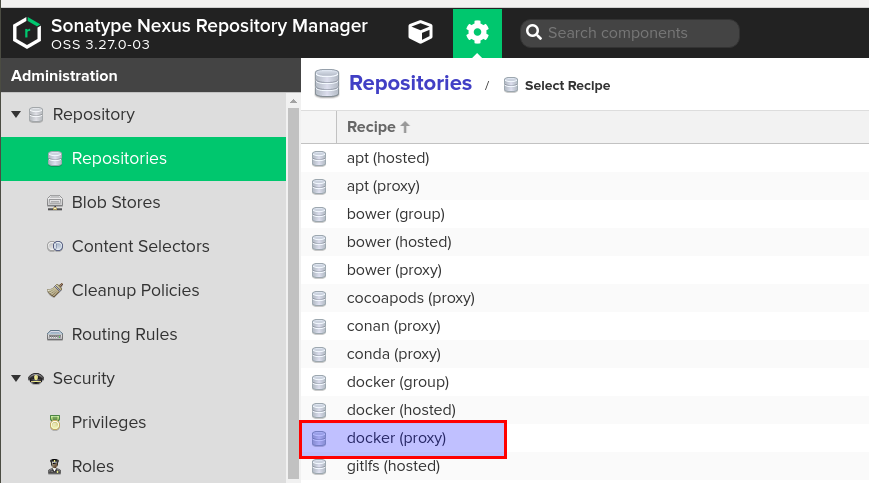 Sonatype Nexus Repository Manager
OSS 3.27.0-03
Search components
Administration
Repository
Repositories
Blob Stores
Content Selectors
Cleanup Policies
Routing Rules
Security
Privileges
Roles
Repositories / Select Recipe
Recipe
apt (hosted)
apt (proxy)
bower (group)
bower (hosted)
bower (proxy)
cocoapods (proxy)
conan (proxy)
conda (proxy)
docker (group)
docker (hosted)
docker (proxy)
gitlfs (hosted)